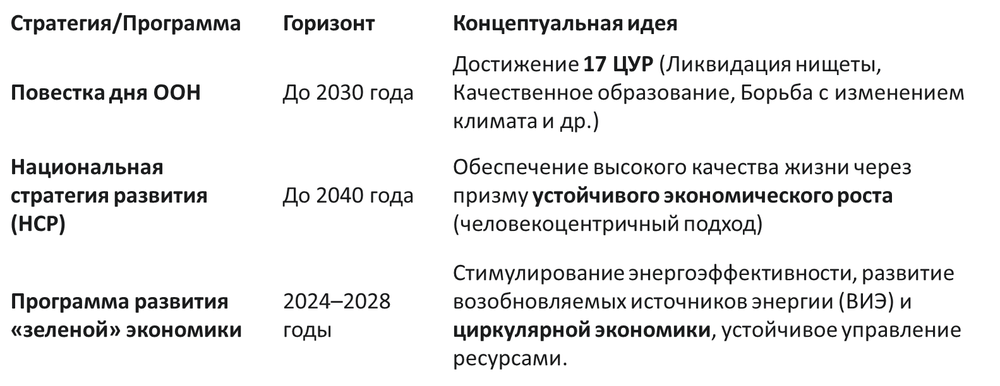 Стратегия/Программа Горизонт Концептуальная идея
Повестка дня ООН
До 2030 года
Достижение 17 ЦУР (Ликвидация нищеты,
Качественное образование, Борьба с изменением
климата и др.)
Национальная
стратегия развития
(НСР)
До 2040 года
Обеспечение высокого качества жизни через
призму устойчивого экономического роста
(человекоцентричный подход)
Программа развития
«зеленой» экономики
2024–2028
годы
Стимулирование энергоэффективности, развитие
возобновляемых источников энергии (ВИЭ) и
циркулярной экономики, устойчивое управление
ресурсами.